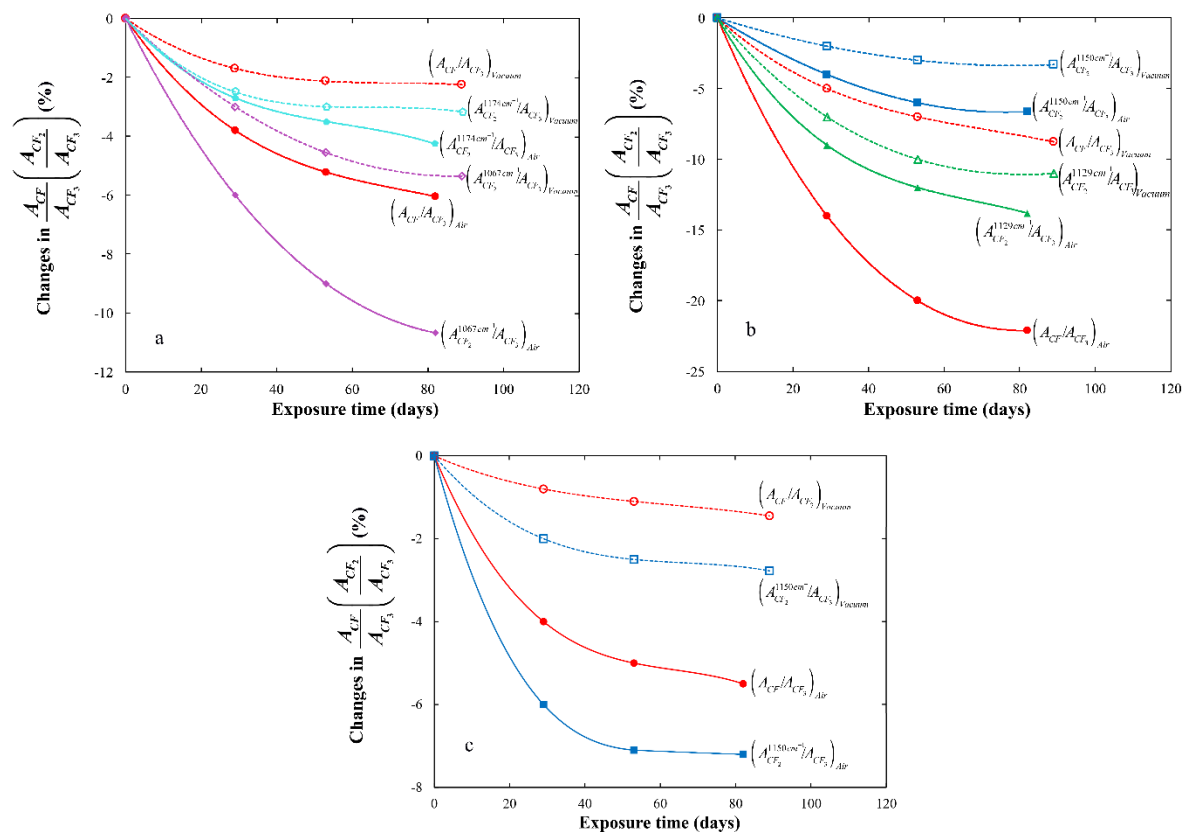 Changes in A_CF/A_CF3 (A_CF2/A_CF3) (%)
0
-2
-4
-6
-8
-10
-12
(A_CF/A_CF3)_Vacuum
(A_CF2^1174cm⁻/A_CF3)_Vacuum
(A_CF2^1174cm⁻¹/A_CF3)_Air
(A_CF2^1067cm⁻¹/A_CF3)_Vacuum
(A_CF/A_CF3)_Air
(A_CF2^1067cm⁻¹/A_CF3)_Air
a
0 20 40 60 80 100 120
Exposure time (days)
Changes in A_CF/A_CF3 (A_CF2/A_CF3) (%)
0
-5
-10
-15
-20
-25
(A_CF2^1150cm⁻¹/A_CF3)_Vacuum
(A_CF2^1150cm⁻¹/A_CF3)_Air
(A_CF/A_CF3)_Vacuum
(A_CF2^1129cm⁻¹/A_CF3)_Vacuum
(A_CF2^1129cm⁻¹/A_CF3)_Air
(A_CF/A_CF3)_Air
b
0 20 40 60 80 100 120
Exposure time (days)
Changes in A_CF/A_CF3 (A_CF2/A_CF3) (%)
0
-2
-4
-6
-8
(A_CF/A_CF3)_Vacuum
(A_CF2^1150cm⁻/A_CF3)_Vacuum
(A_CF/A_CF3)_Air
(A_CF2^1150cm⁻¹/A_CF3)_Air
c
0 20 40 60 80 100 120
Exposure time (days)